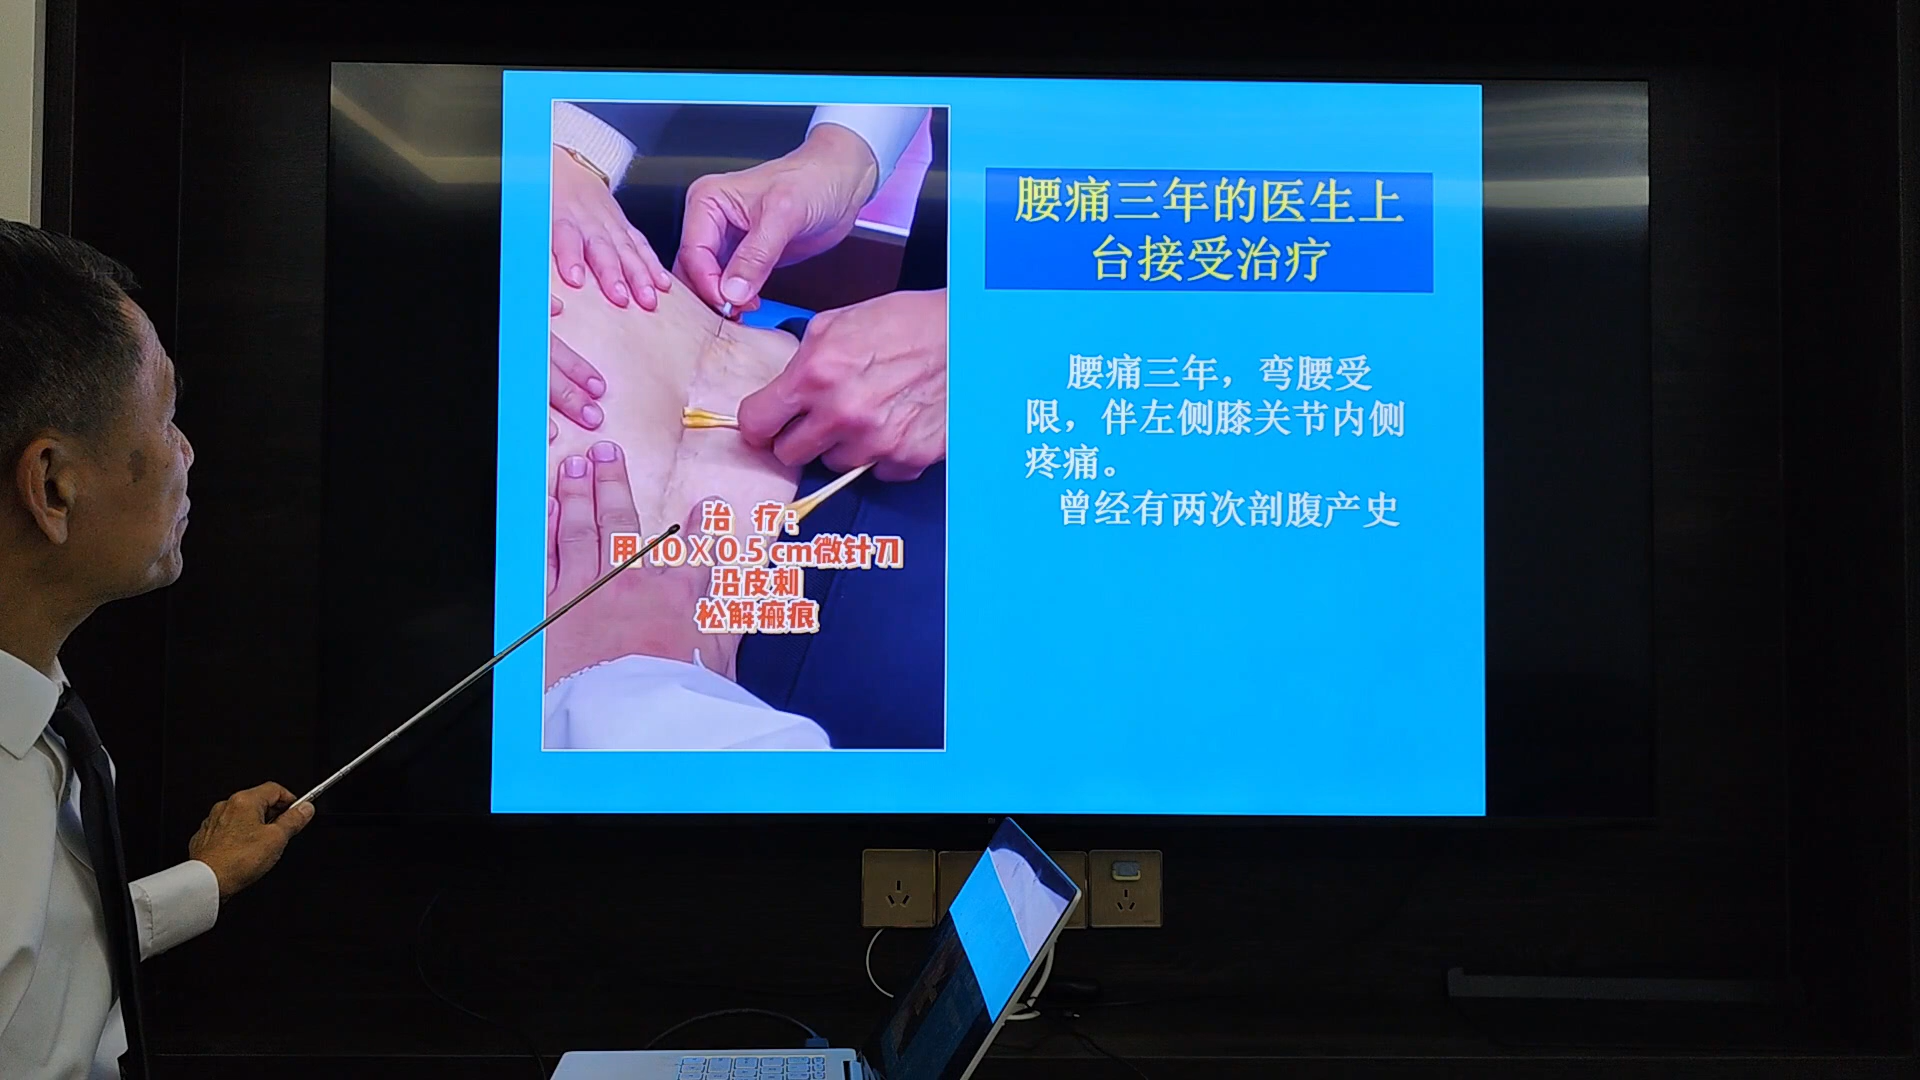 腰痛三年的医生上
台接受治疗
腰痛三年，弯腰受
限，伴左侧膝关节内侧
疼痛。
曾经有两次剖腹产史
治 疗：
用10X0.5cm微针刀
沿皮刺
松解瘢痕